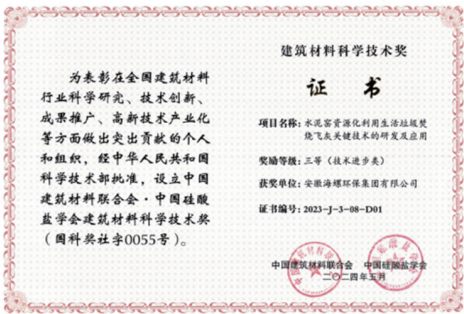 为表彰在全国建筑材料
行业科学研究、技术创新、
成果推广、高新技术产业化
等方面做出突出贡献的个人
和组织，经中华人民共和国
科学技术部批准，设立中国
建筑材料联合会·中国硅酸
盐学会建筑材料科学技术奖
（国科奖社字0055号）。
建筑材料科学技术奖
证 书
项目名称：水泥窑资源化利用生活垃圾焚
烧飞灰关键技术的研发及应用
奖励等级：三等（技术进步类）
获奖单位：安徽海螺环保集团有限公司
证书编号：2023-J-3-08-D01
中国建筑材料联合会 中国硅酸盐学会
二〇二四年五月